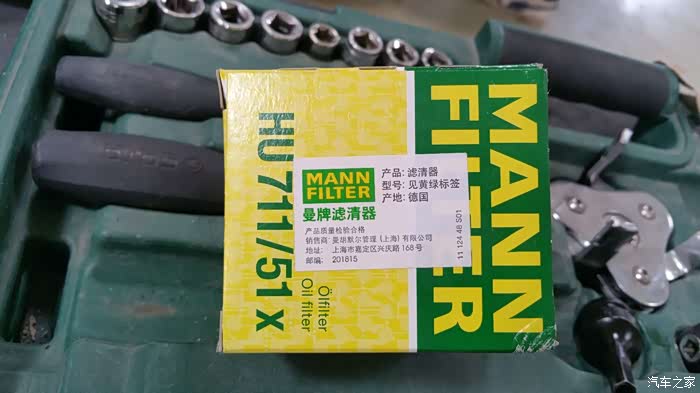 MANN
FILTER
HU 711/51 X
Ölfilter
Oil filter
MANN
FILTER
曼牌滤清器
产品: 滤清器
型号: 见黄绿标签
产地: 德国
产品质量检验合格
销售商: 曼胡默尔管理 (上海) 有限公司
地址: 上海市嘉定区兴庆路168号
邮编: 201815
11 124 48 S01
汽车之家